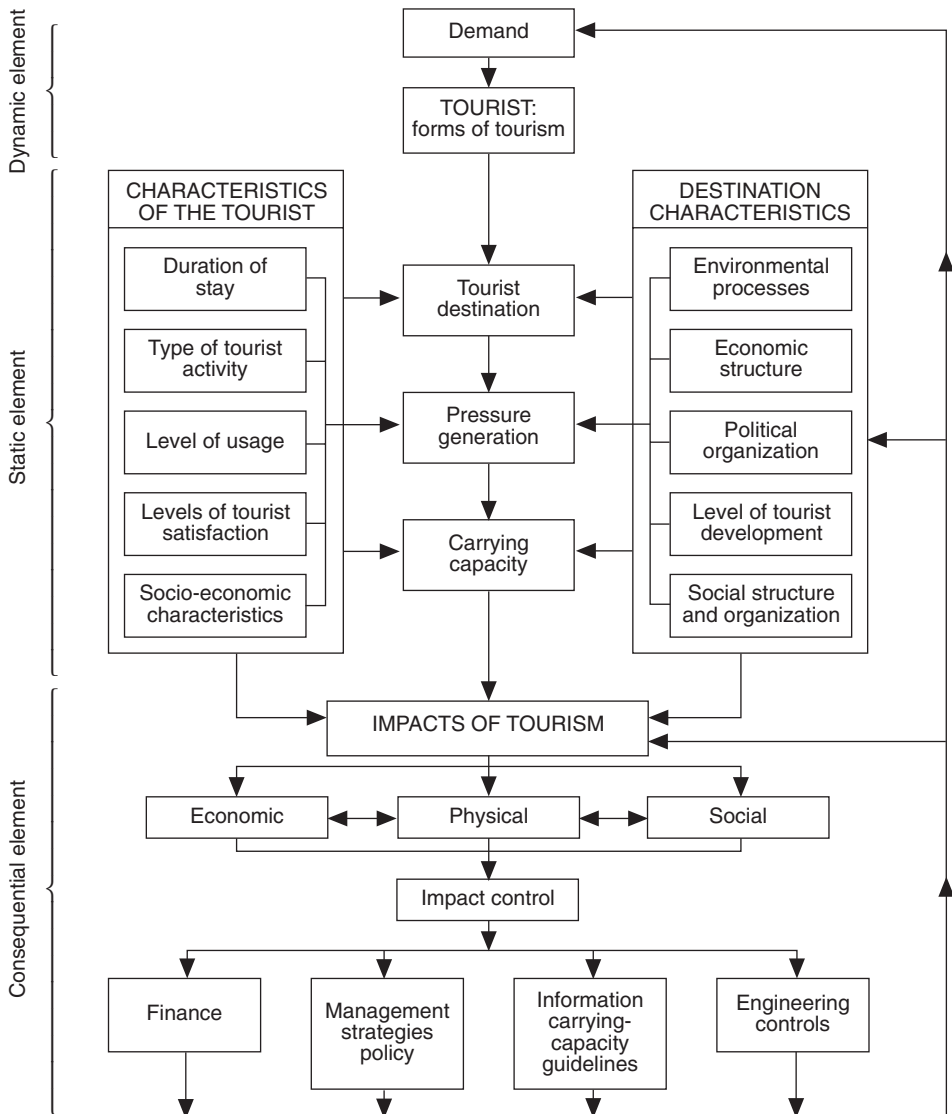 Dynamic element
Demand
TOURIST:
forms of tourism
Static element
CHARACTERISTICS
OF THE TOURIST
Duration of
stay
Type of tourist
activity
Level of usage
Levels of tourist
satisfaction
Socio-economic
characteristics
Tourist
destination
Pressure
generation
Carrying
capacity
DESTINATION
CHARACTERISTICS
Environmental
processes
Economic
structure
Political
organization
Level of tourist
development
Social structure
and organization
Consequential element
IMPACTS OF TOURISM
Economic
Physical
Social
Impact control
Finance
Management
strategies
policy
Information
carrying-
capacity
guidelines
Engineering
controls